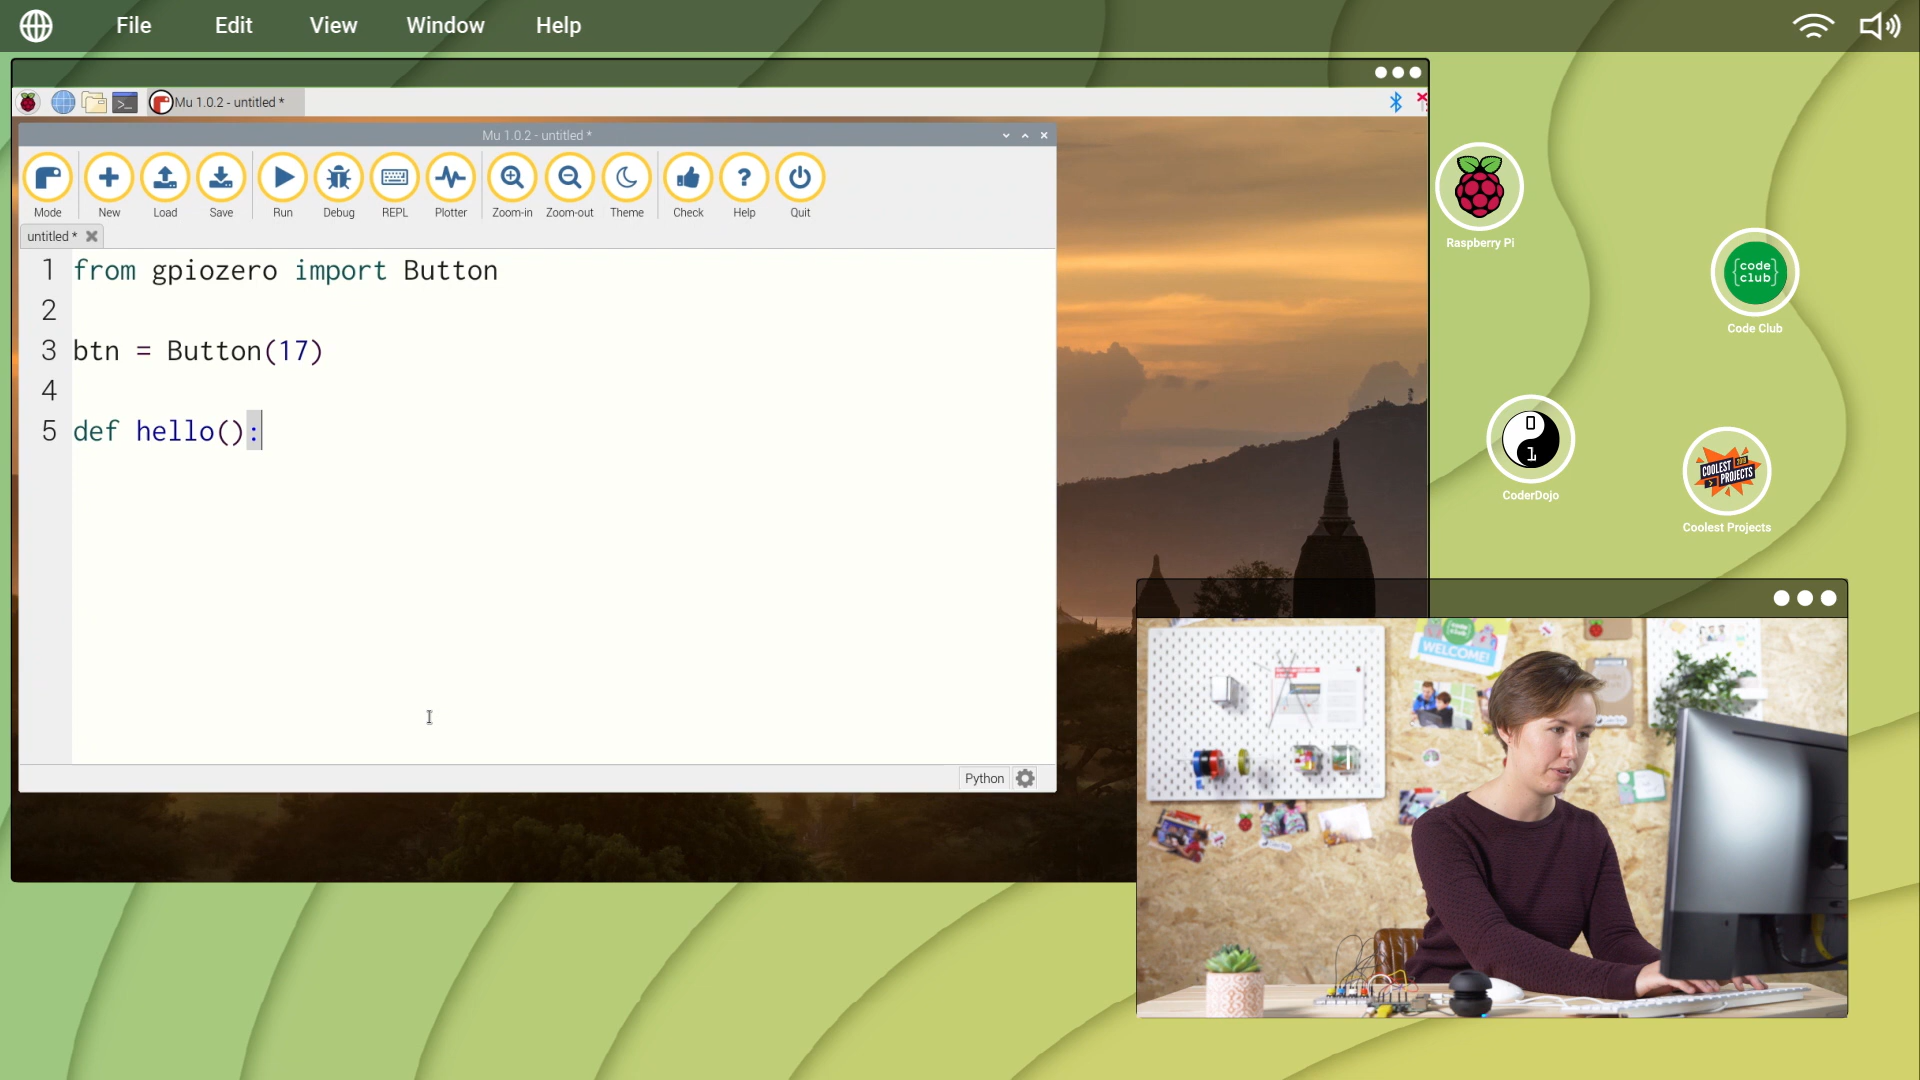 File Edit View Window Help
Mu 1.0.2 - untitled *
Mu 1.0.2 - untitled *
Mode New Load Save Run Debug REPL Plotter Zoom-in Zoom-out Theme Check Help Quit
untitled *
1 from gpiozero import Button
2
3 btn = Button(17)
4
5 def hello():
Python
Raspberry Pi
{code club}
Code Club
0
1
CoderDojo
COOLEST
PROJECTS
Coolest Projects
WELCOME!